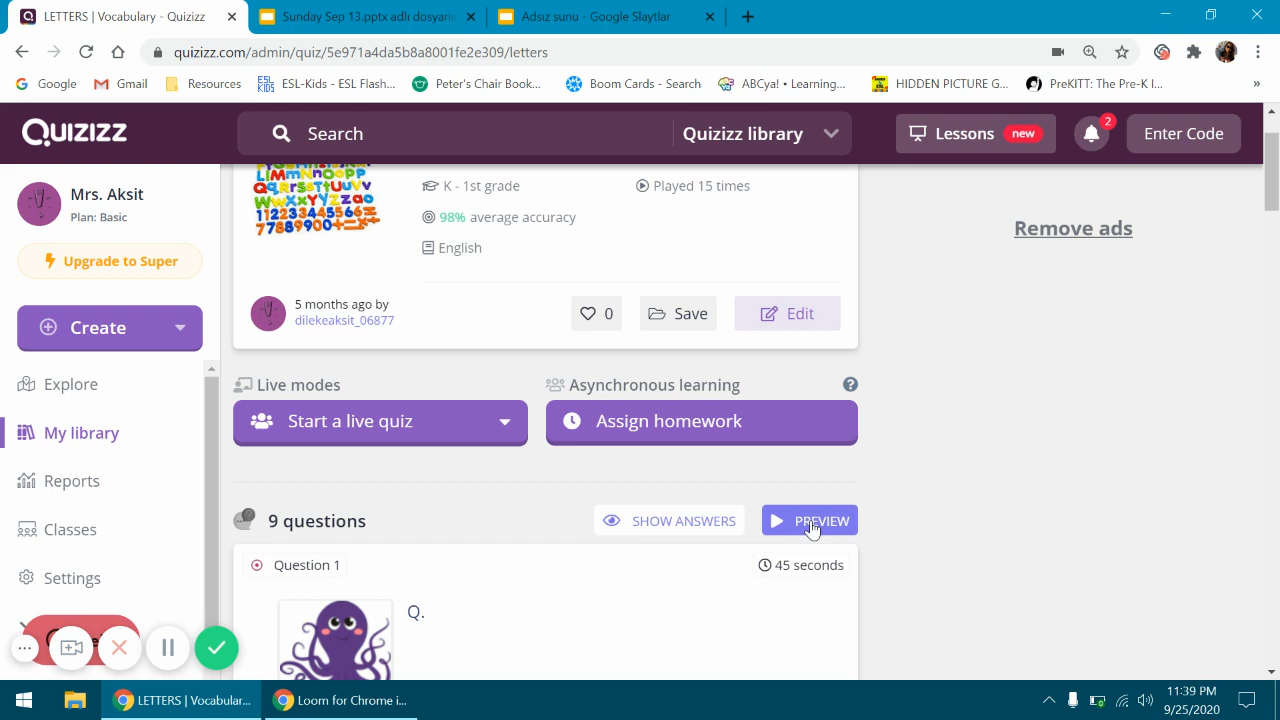 LETTERS | Vocabulary - Quizizz
Sunday Sep 13.pptx adlı dosyanı
Adsız sunu - Google Slaytlar
quizizz.com/admin/quiz/5e971a4da5b8a8001fe2e309/letters
Google
Gmail
Resources
ESL-Kids - ESL Flash...
Peter's Chair Book...
Boom Cards - Search
ABCya! • Learning...
HIDDEN PICTURE G...
PreKITT: The Pre-K I...
»
QUIZIZZ
Search
Quizizz library
Lessons new
2
Enter Code
Mrs. Aksit
Plan: Basic
Upgrade to Super
Create
Explore
My library
Reports
Classes
Settings
K - 1st grade
Played 15 times
98% average accuracy
English
5 months ago by
dilekeaksit_06877
0
Save
Edit
Remove ads
Live modes
Asynchronous learning
?
Start a live quiz
Assign homework
9 questions
SHOW ANSWERS
PREVIEW
Question 1
45 seconds
Q.
LETTERS | Vocabular...
Loom for Chrome i...
11:39 PM
9/25/2020